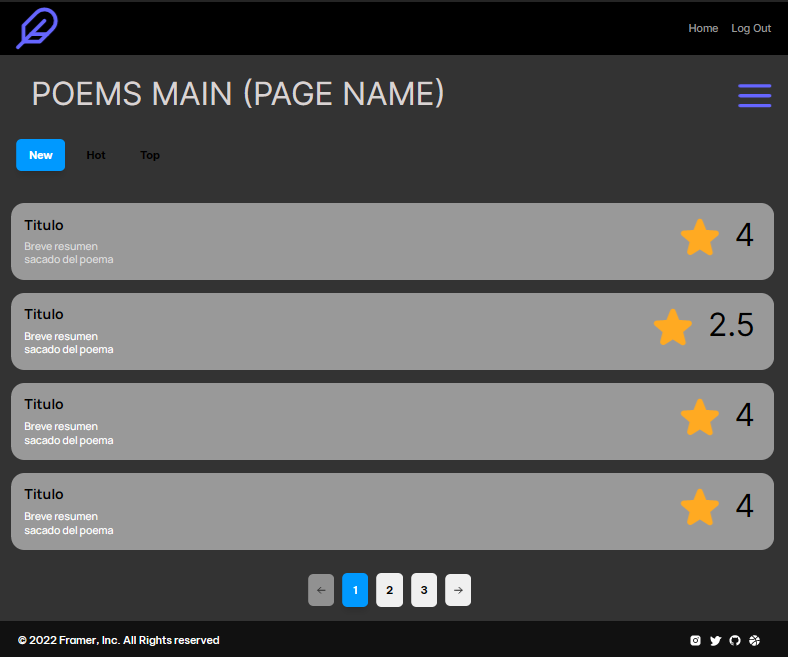 Home Log Out
POEMS MAIN (PAGE NAME)
New Hot Top
Titulo
4
Breve resumen
sacado del poema
Titulo
2.5
Breve resumen
sacado del poema
Titulo
4
Breve resumen
sacado del poema
Titulo
4
Breve resumen
sacado del poema
← 1 2 3 →
© 2022 Framer, Inc. All Rights reserved